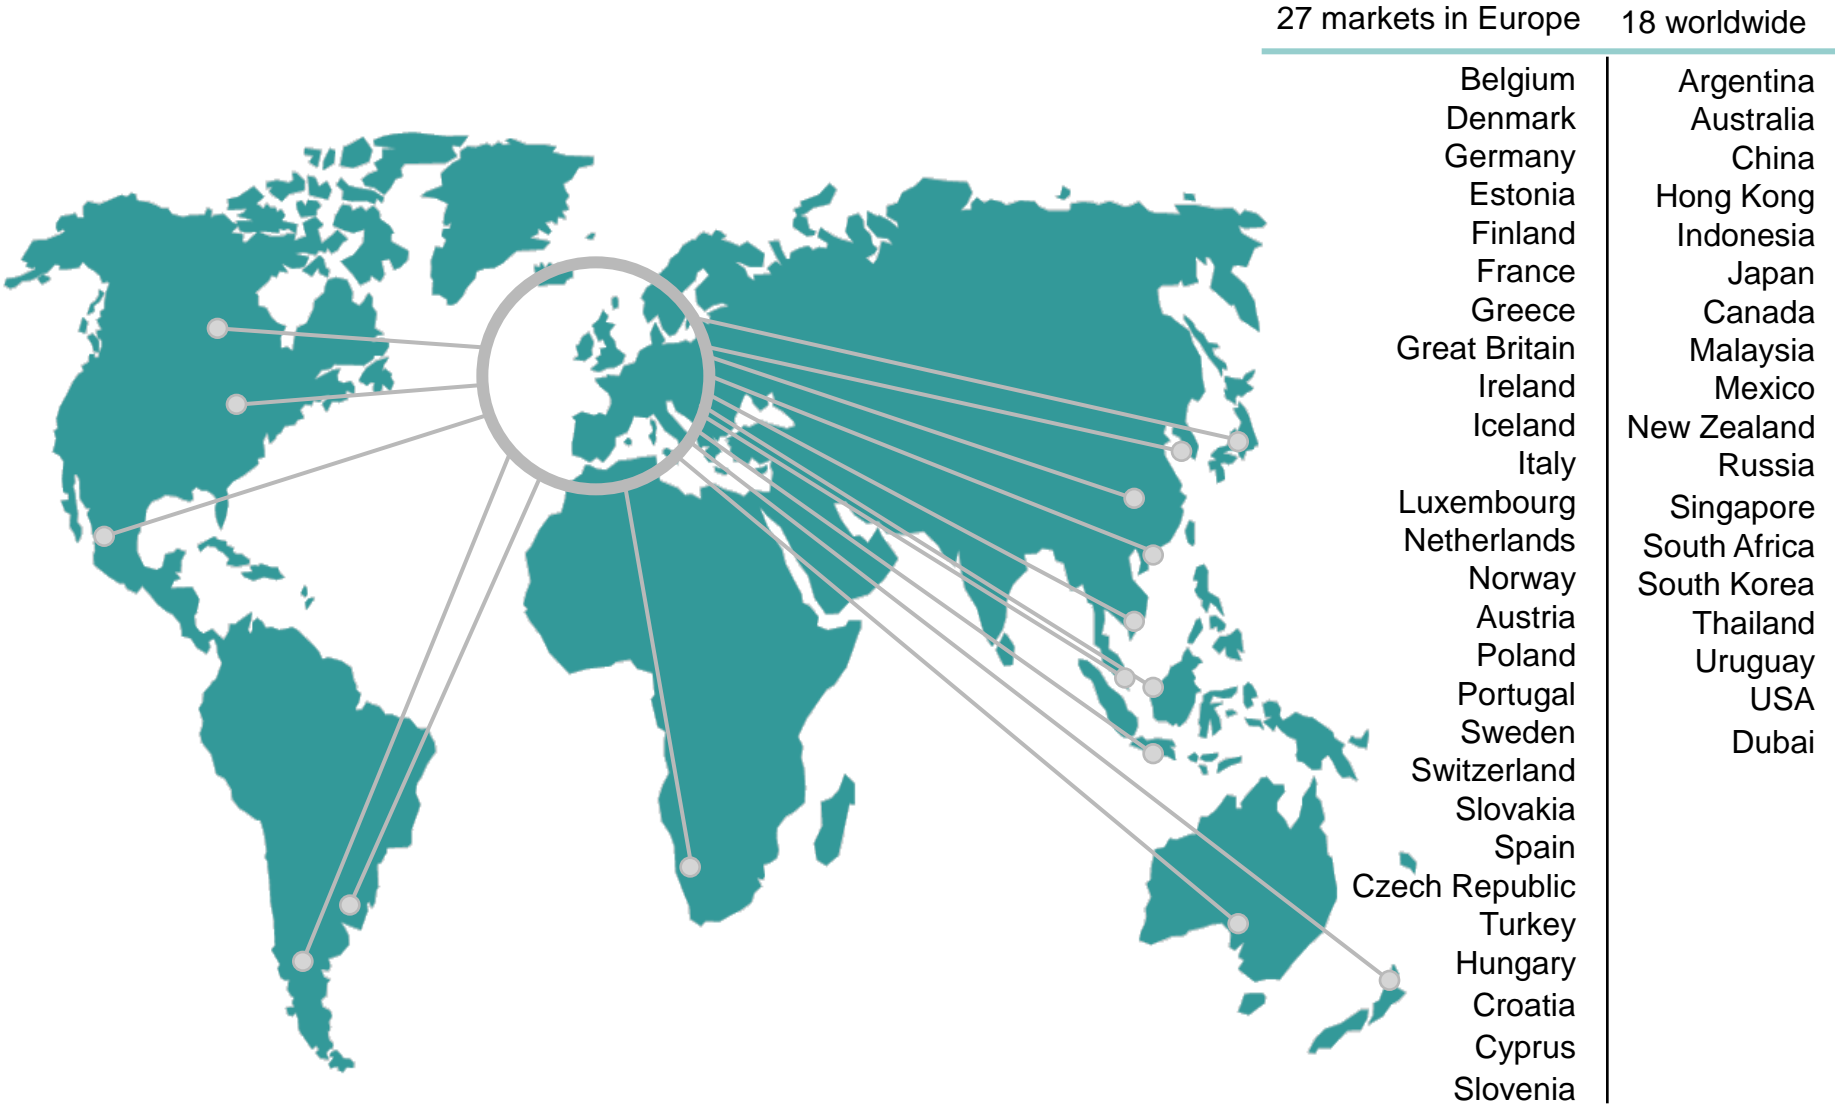 27 markets in Europe
18 worldwide
Belgium
Denmark
Germany
Estonia
Finland
France
Greece
Great Britain
Ireland
Iceland
Italy
Luxembourg
Netherlands
Norway
Austria
Poland
Portugal
Sweden
Switzerland
Slovakia
Spain
Czech Republic
Turkey
Hungary
Croatia
Cyprus
Slovenia
Argentina
Australia
China
Hong Kong
Indonesia
Japan
Canada
Malaysia
Mexico
New Zealand
Russia
Singapore
South Africa
South Korea
Thailand
Uruguay
USA
Dubai